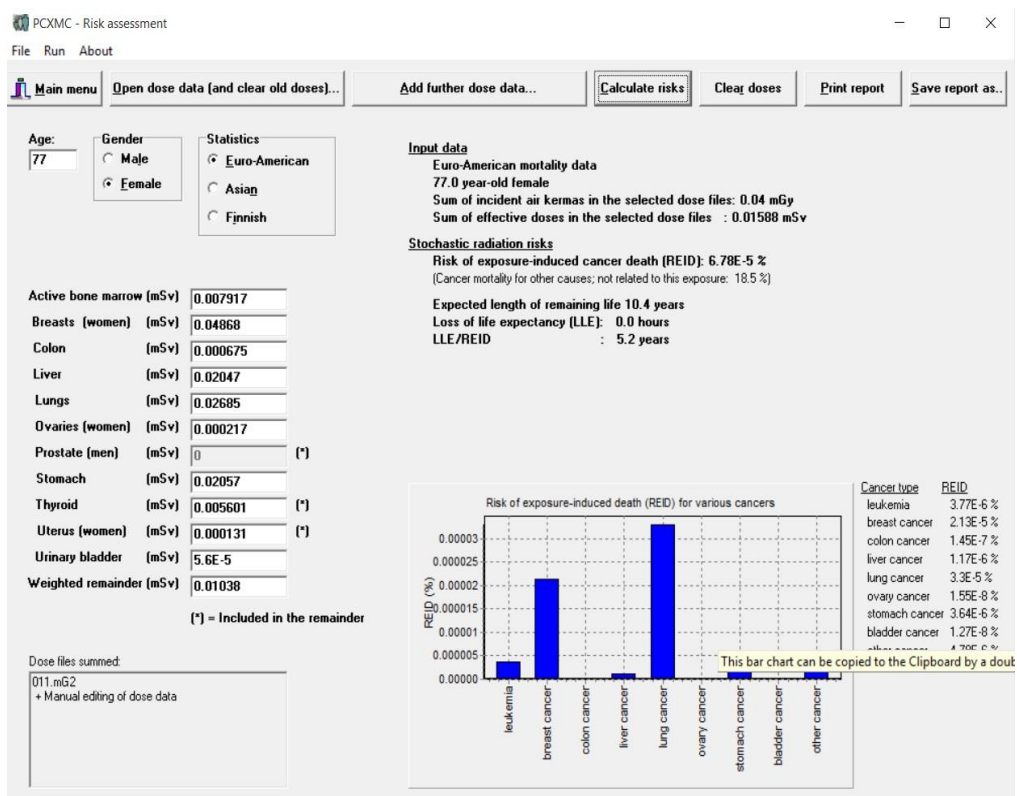 PCXMC - Risk assessment
File Run About
Main menu
Open dose data (and clear old doses)...
Add further dose data...
Calculate risks
Clear doses
Print report
Save report as..
Age:
77
Gender
Male
Female
Statistics
Euro-American
Asian
Finnish
Input data
Euro-American mortality data
77.0 year-old female
Sum of incident air kermas in the selected dose files: 0.04 mGy
Sum of effective doses in the selected dose files : 0.01588 mSv
Stochastic radiation risks
Risk of exposure-induced cancer death (REID): 6.78E-5 %
(Cancer mortality for other causes; not related to this exposure: 18.5 %)
Expected length of remaining life 10.4 years
Loss of life expectancy (LLE): 0.0 hours
LLE/REID : 5.2 years
Active bone marrow (mSv) 0.007917
Breasts (women) (mSv) 0.04868
Colon (mSv) 0.000675
Liver (mSv) 0.02047
Lungs (mSv) 0.02685
Ovaries (women) (mSv) 0.000217
Prostate (men) (mSv) 0 (*)
Stomach (mSv) 0.02057
Thyroid (mSv) 0.005601 (*)
Uterus (women) (mSv) 0.000131 (*)
Urinary bladder (mSv) 5.6E-5
Weighted remainder (mSv) 0.01038
(*) = Included in the remainder
Dose files summed:
011.mG2
+ Manual editing of dose data
Risk of exposure-induced death (REID) for various cancers
REID (%)
0.00003
0.000025
0.00002
0.000015
0.00001
0.000005
0.00000
leukemia
breast cancer
colon cancer
liver cancer
lung cancer
ovary cancer
stomach cancer
bladder cancer
other cancer
Cancer type REID
leukemia 3.77E-6 %
breast cancer 2.13E-5 %
colon cancer 1.45E-7 %
liver cancer 1.17E-6 %
lung cancer 3.3E-5 %
ovary cancer 1.55E-8 %
stomach cancer 3.64E-6 %
bladder cancer 1.27E-8 %
This bar chart can be copied to the Clipboard by a doub